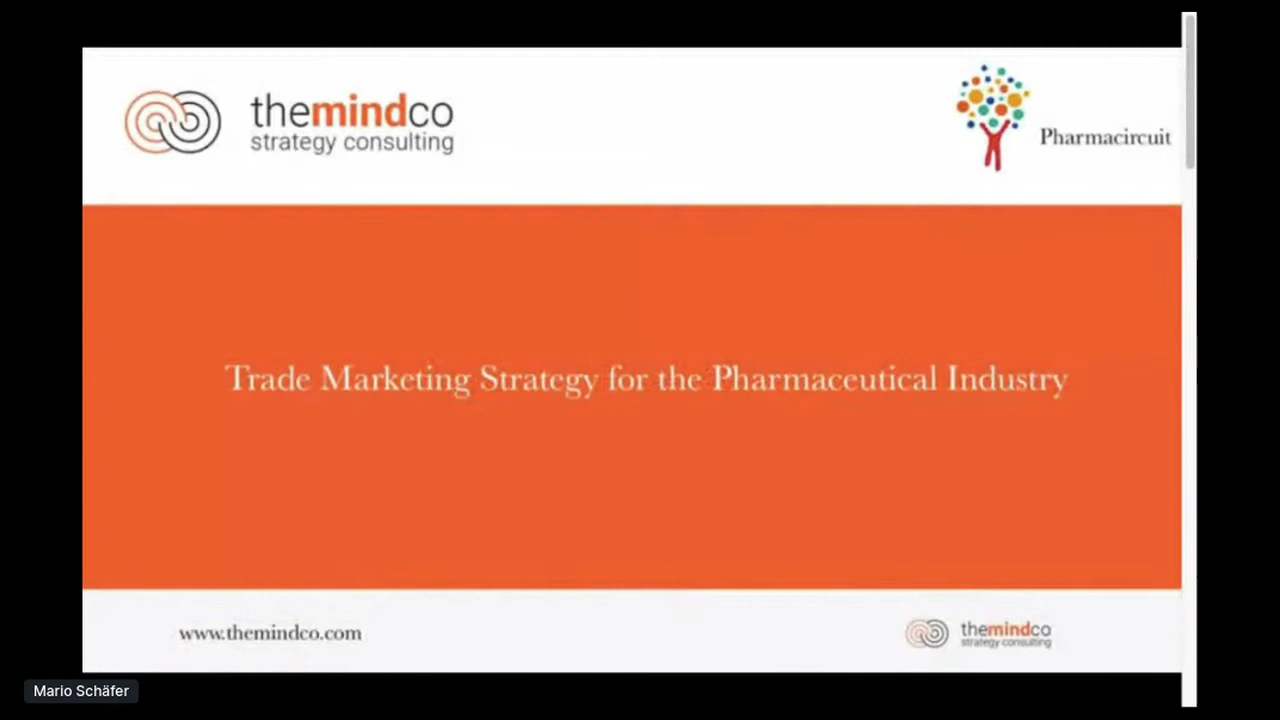 themindco
strategy consulting
Pharmacircuit
Trade Marketing Strategy for the Pharmaceutical Industry
www.themindco.com
themindco
strategy consulting
Mario Schäfer